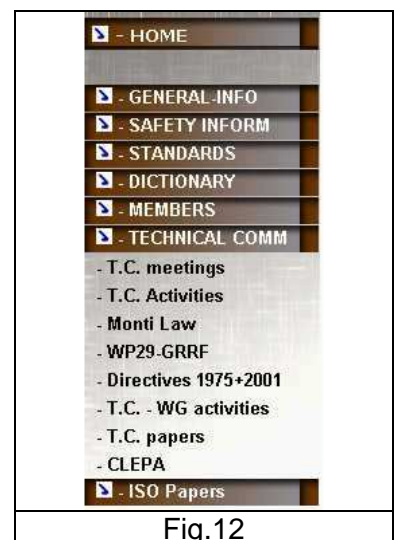 - HOME
- GENERAL-INFO
- SAFETY INFORM
- STANDARDS
- DICTIONARY
- MEMBERS
- TECHNICAL COMM
- T.C. meetings
- T.C. Activities
- Monti Law
- WP29-GRRF
- Directives 1975+2001
- T.C. - WG activities
- T.C. papers
- CLEPA
- ISO Papers
Fig.12